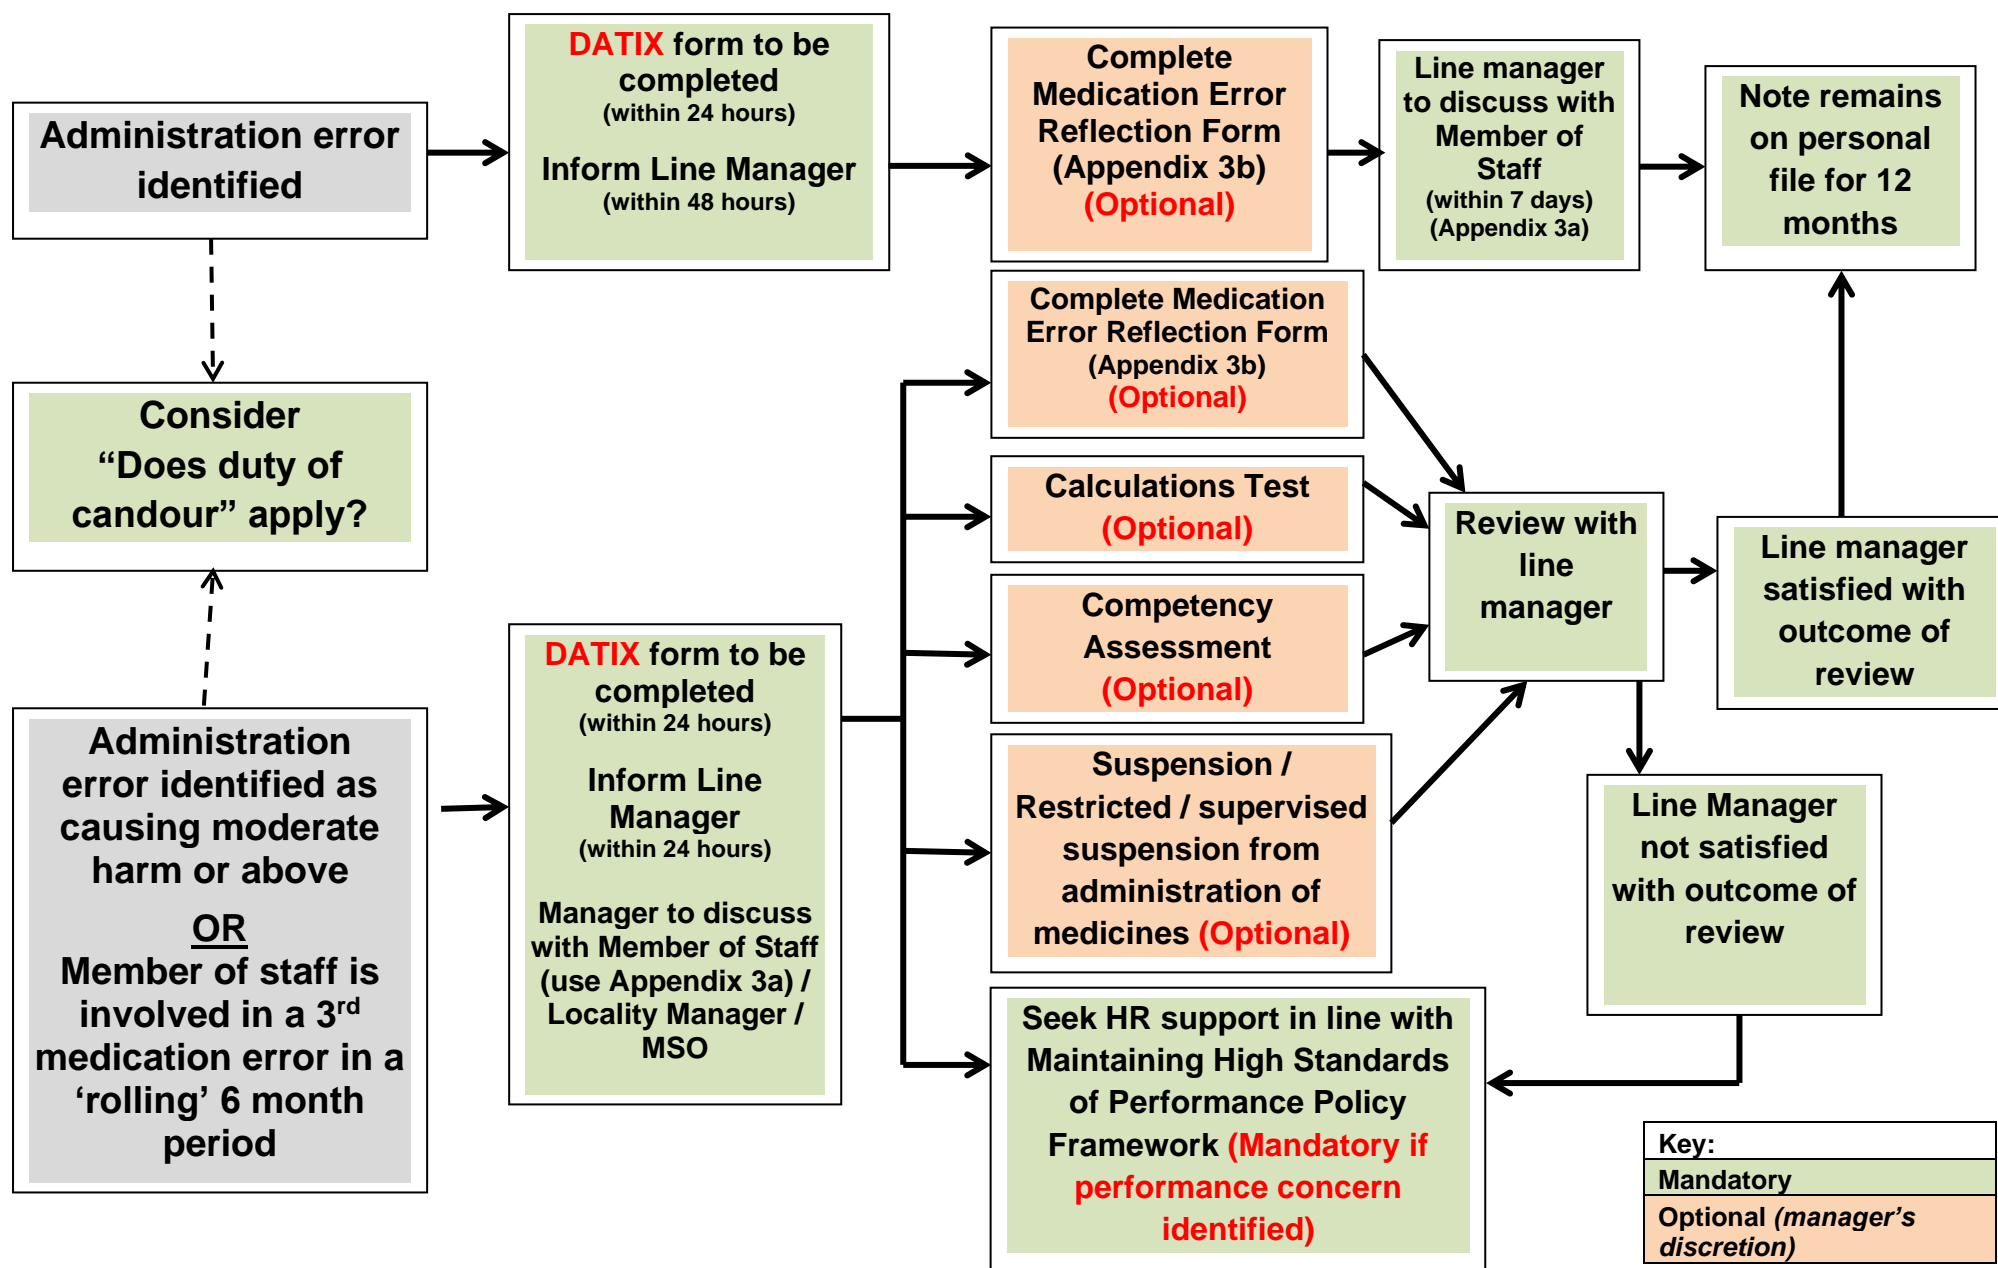 Administration error
identified
DATIX form to be
completed
(within 24 hours)
Inform Line Manager
(within 48 hours)
Complete
Medication Error
Reflection Form
(Appendix 3b)
(Optional)
Line manager
to discuss with
Member of
Staff
(within 7 days)
(Appendix 3a)
Note remains
on personal
file for 12
months
Consider
“Does duty of
candour” apply?
Administration
error identified as
causing moderate
harm or above
OR
Member of staff is
involved in a 3rd
medication error in a
‘rolling’ 6 month
period
DATIX form to be
completed
(within 24 hours)
Inform Line
Manager
(within 24 hours)
Manager to discuss
with Member of Staff
(use Appendix 3a) /
Locality Manager /
MSO
Complete Medication
Error Reflection Form
(Appendix 3b)
(Optional)
Calculations Test
(Optional)
Competency
Assessment
(Optional)
Suspension /
Restricted / supervised
suspension from
administration of
medicines (Optional)
Seek HR support in line with
Maintaining High Standards
of Performance Policy
Framework (Mandatory if
performance concern
identified)
Review with
line
manager
Line manager
satisfied with
outcome of
review
Line Manager
not satisfied
with outcome of
review
Key:
Mandatory
Optional (manager’s
discretion)